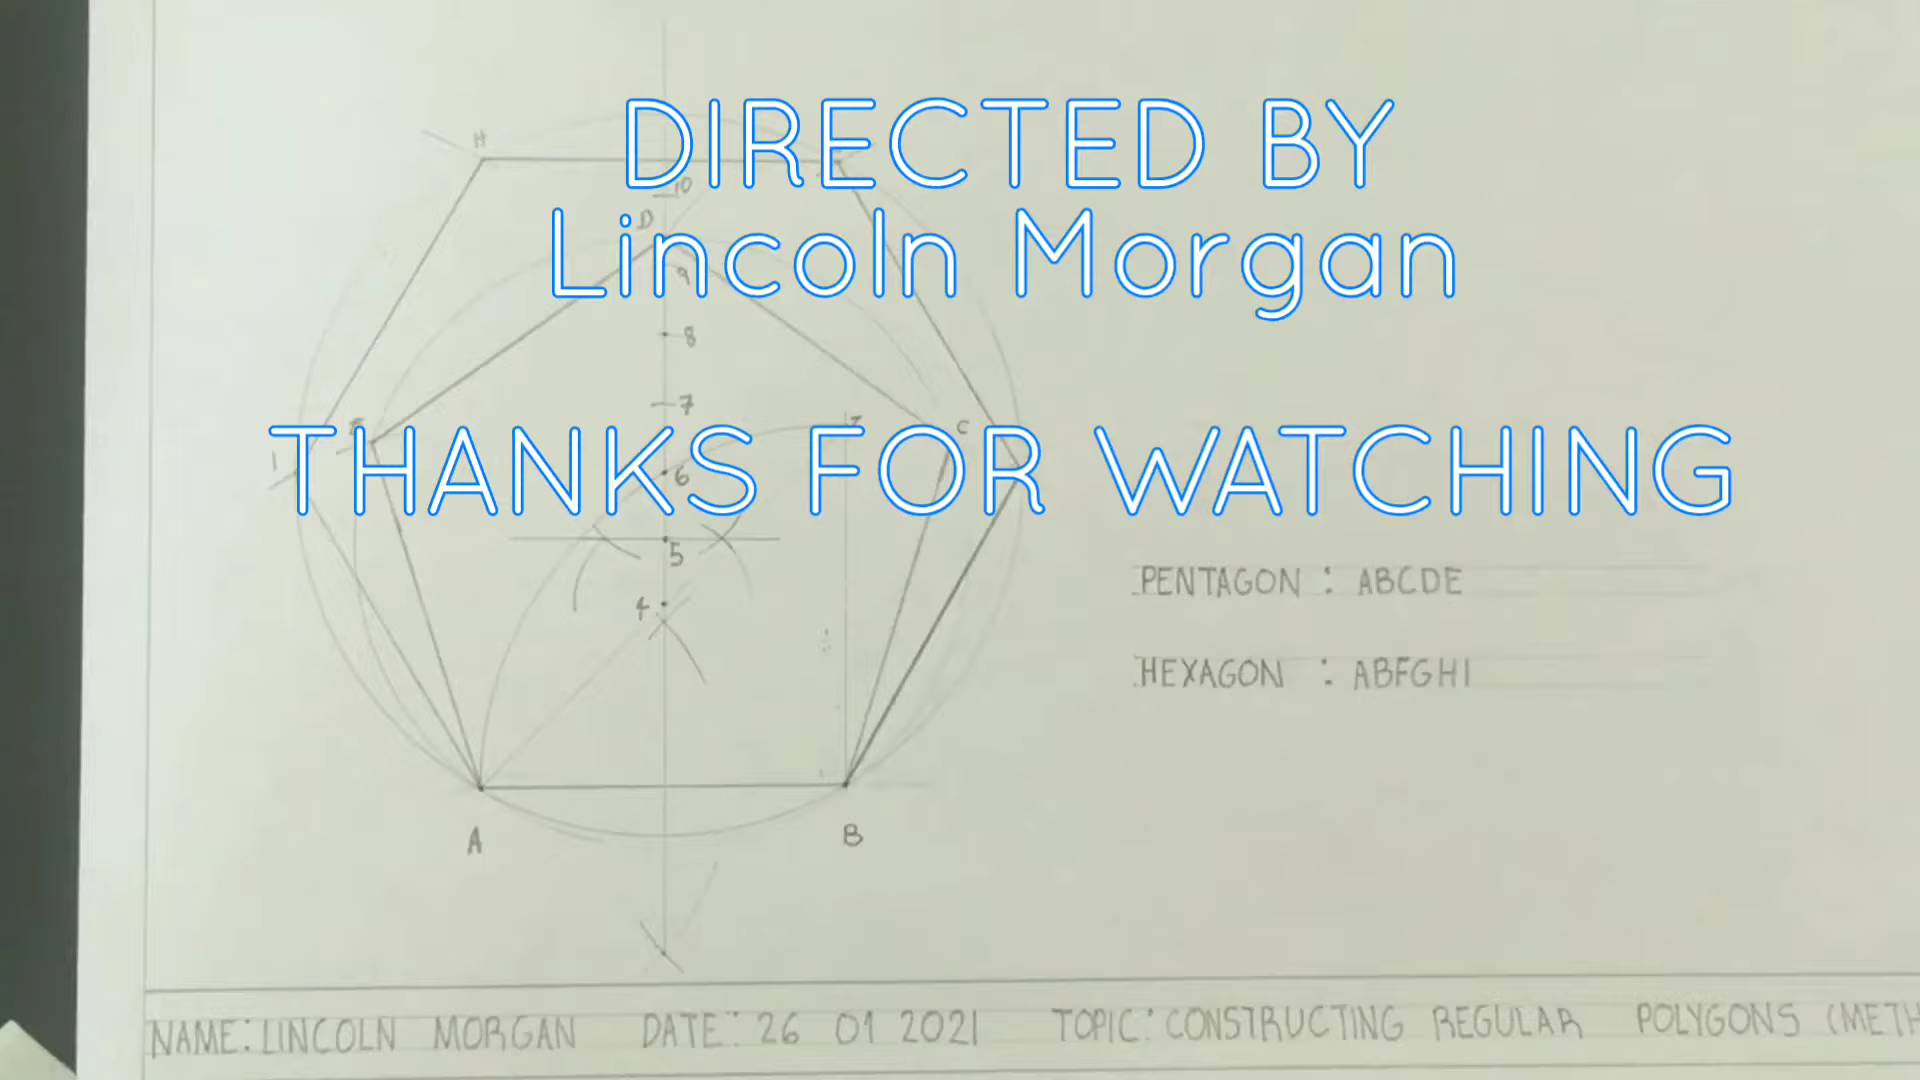 DIRECTED BY
Lincoln Morgan
THANKS FOR WATCHING
H
10
D
9
8
7
C
I
6
5
4
A
B
PENTAGON : ABCDE
HEXAGON : ABFGHI
NAME: LINCOLN MORGAN DATE: 26 01 2021 TOPIC: CONSTRUCTING REGULAR POLYGONS (METH